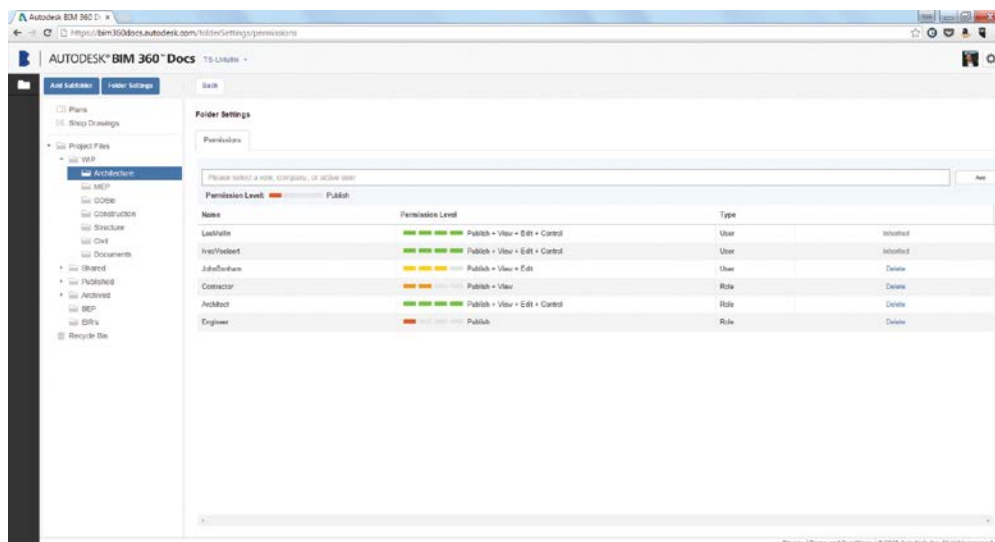 Autodesk BIM 360 D
https://bim360docs.autodesk.com/folderSettings/permissions
AUTODESK® BIM 360™ Docs
Add Subfolder Folder Settings Back
Plans
Shop Drawings
Folder Settings
Permissions
Project Files
WIP
Architecture
MEP
COBie
Construction
Structure
Civil
Documents
Shared
Published
Archived
BEP
EIR's
Recycle Bin
Please select a role, company, or active user Add
Permission Level: Publish
Name Permission Level Type
LeeMullin Publish + View + Edit + Control User Inherited
Publish + View + Edit + Control User Inherited
JohnBonham Publish + View + Edit User Delete
Contractor Publish + View Role Delete
Architect Publish + View + Edit + Control Role Delete
Engineer Publish Role Delete